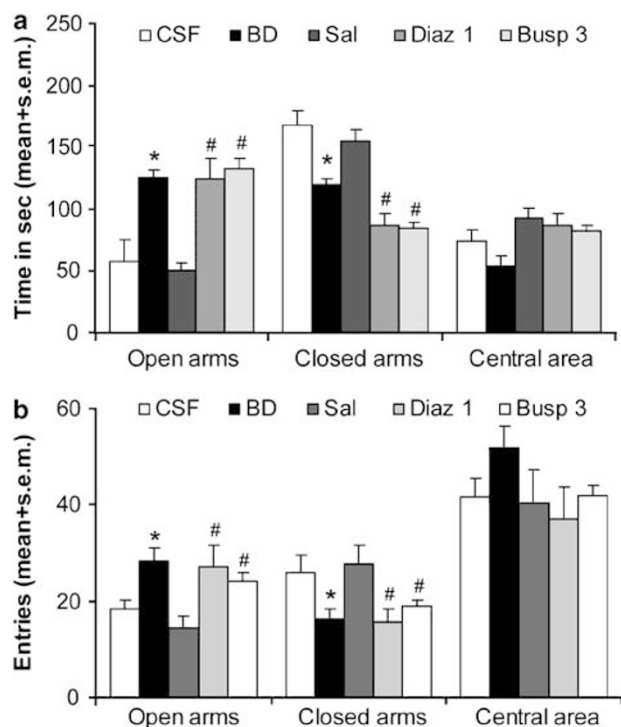 a
CSF BD Sal Diaz 1 Busp 3
Time in sec (mean+s.e.m.)
250
200
150
100
50
0
* # #
* # #
Open arms Closed arms Central area
b
CSF BD Sal Diaz 1 Busp 3
Entries (mean+s.e.m.)
60
40
20
0
* # #
* # #
Open arms Closed arms Central area